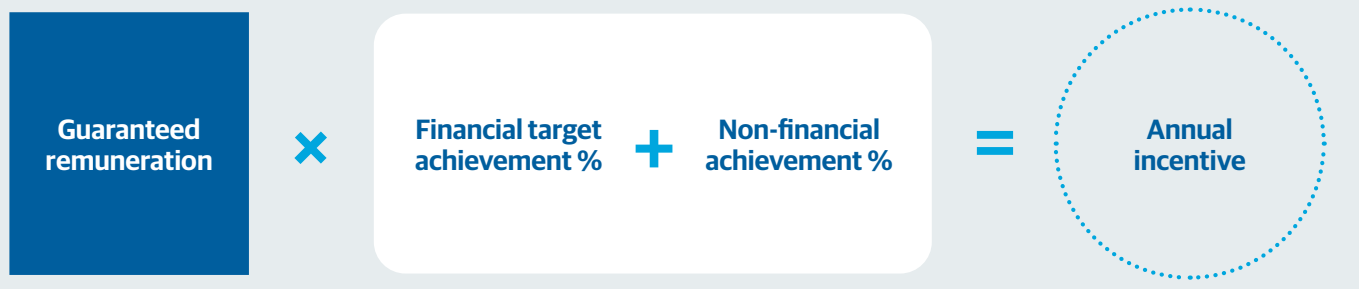 Guaranteed
remuneration
×
Financial target
achievement %
+
Non-financial
achievement %
=
Annual
incentive